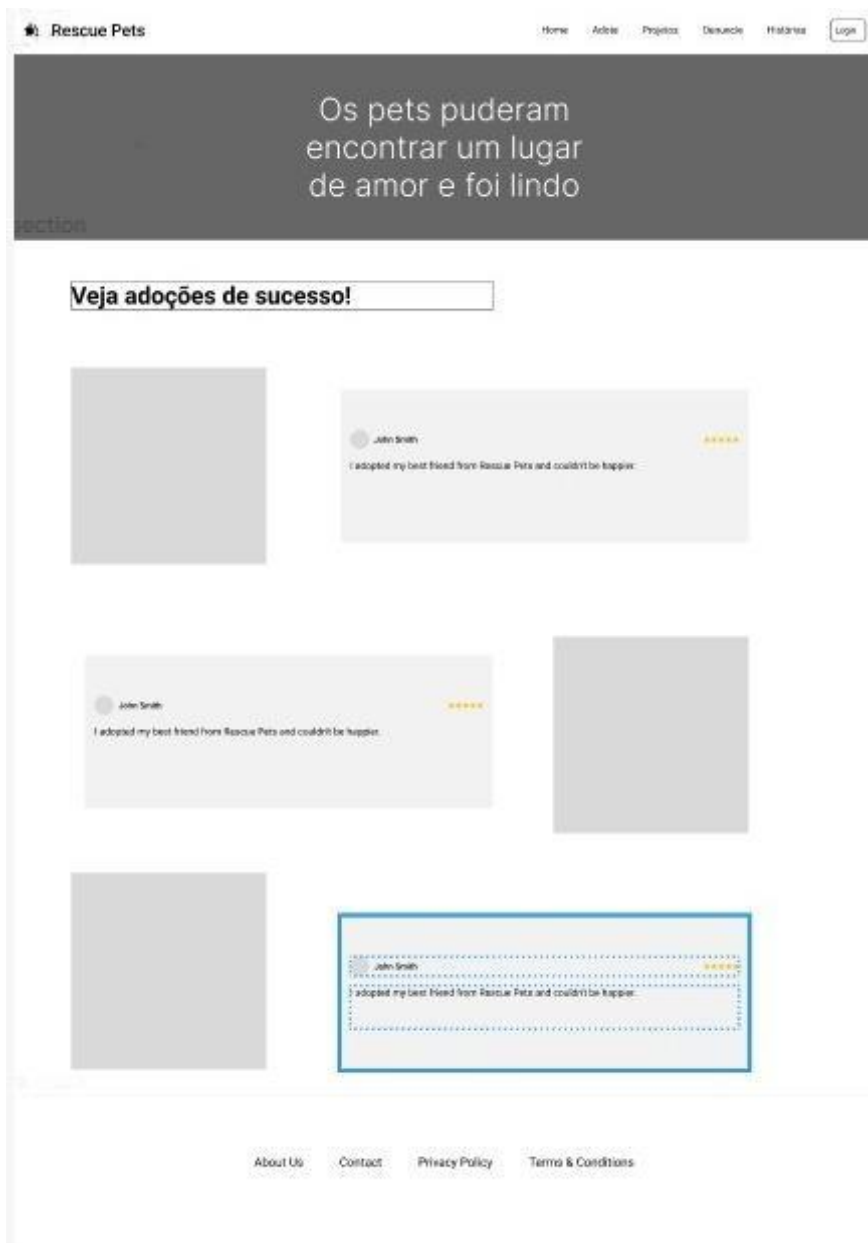 Rescue Pets
Home Adote Projetos Denuncie Histórias Login
Os pets puderam
encontrar um lugar
de amor e foi lindo
section
Veja adoções de sucesso!
John Smith
I adopted my best friend from Rescue Pets and couldn't be happier.
John Smith
I adopted my best friend from Rescue Pets and couldn't be happier.
John Smith
I adopted my best friend from Rescue Pets and couldn't be happier.
About Us Contact Privacy Policy Terms & Conditions